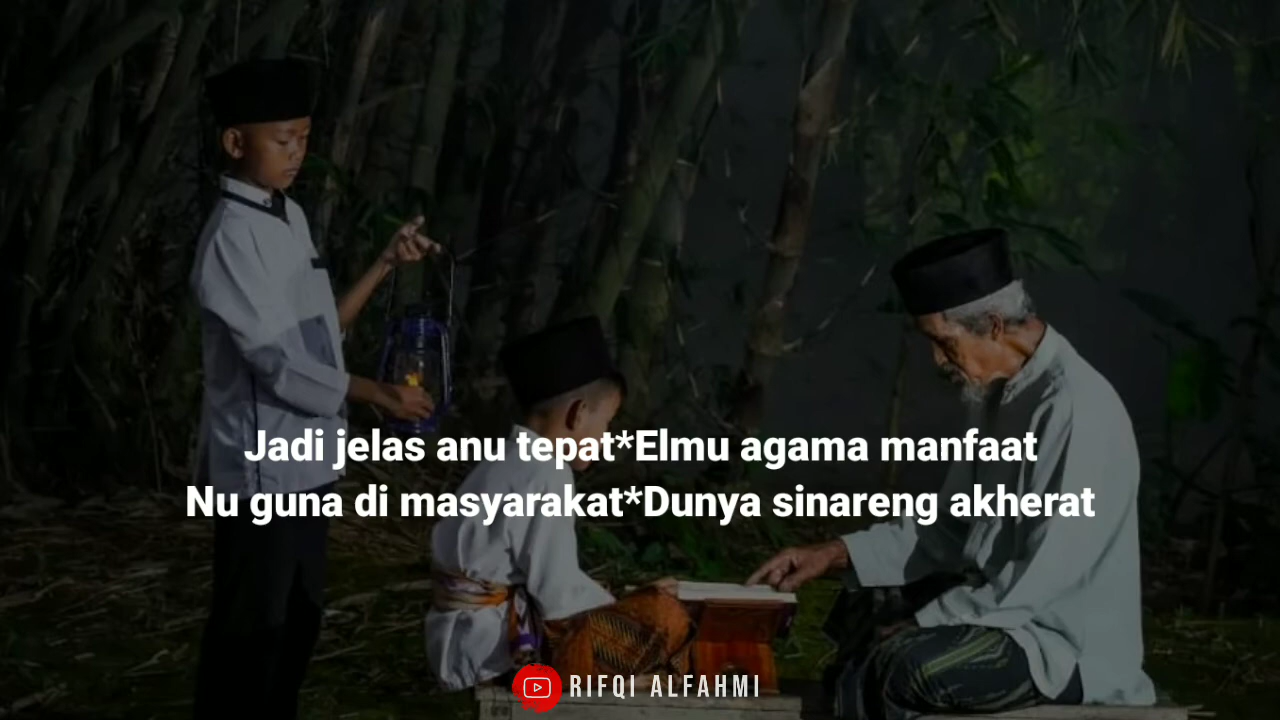 Jadi jelas anu tepat*Elmu agama manfaat
Nu guna di masyarakat*Dunya sinareng akherat
RIFQI ALFAHMI